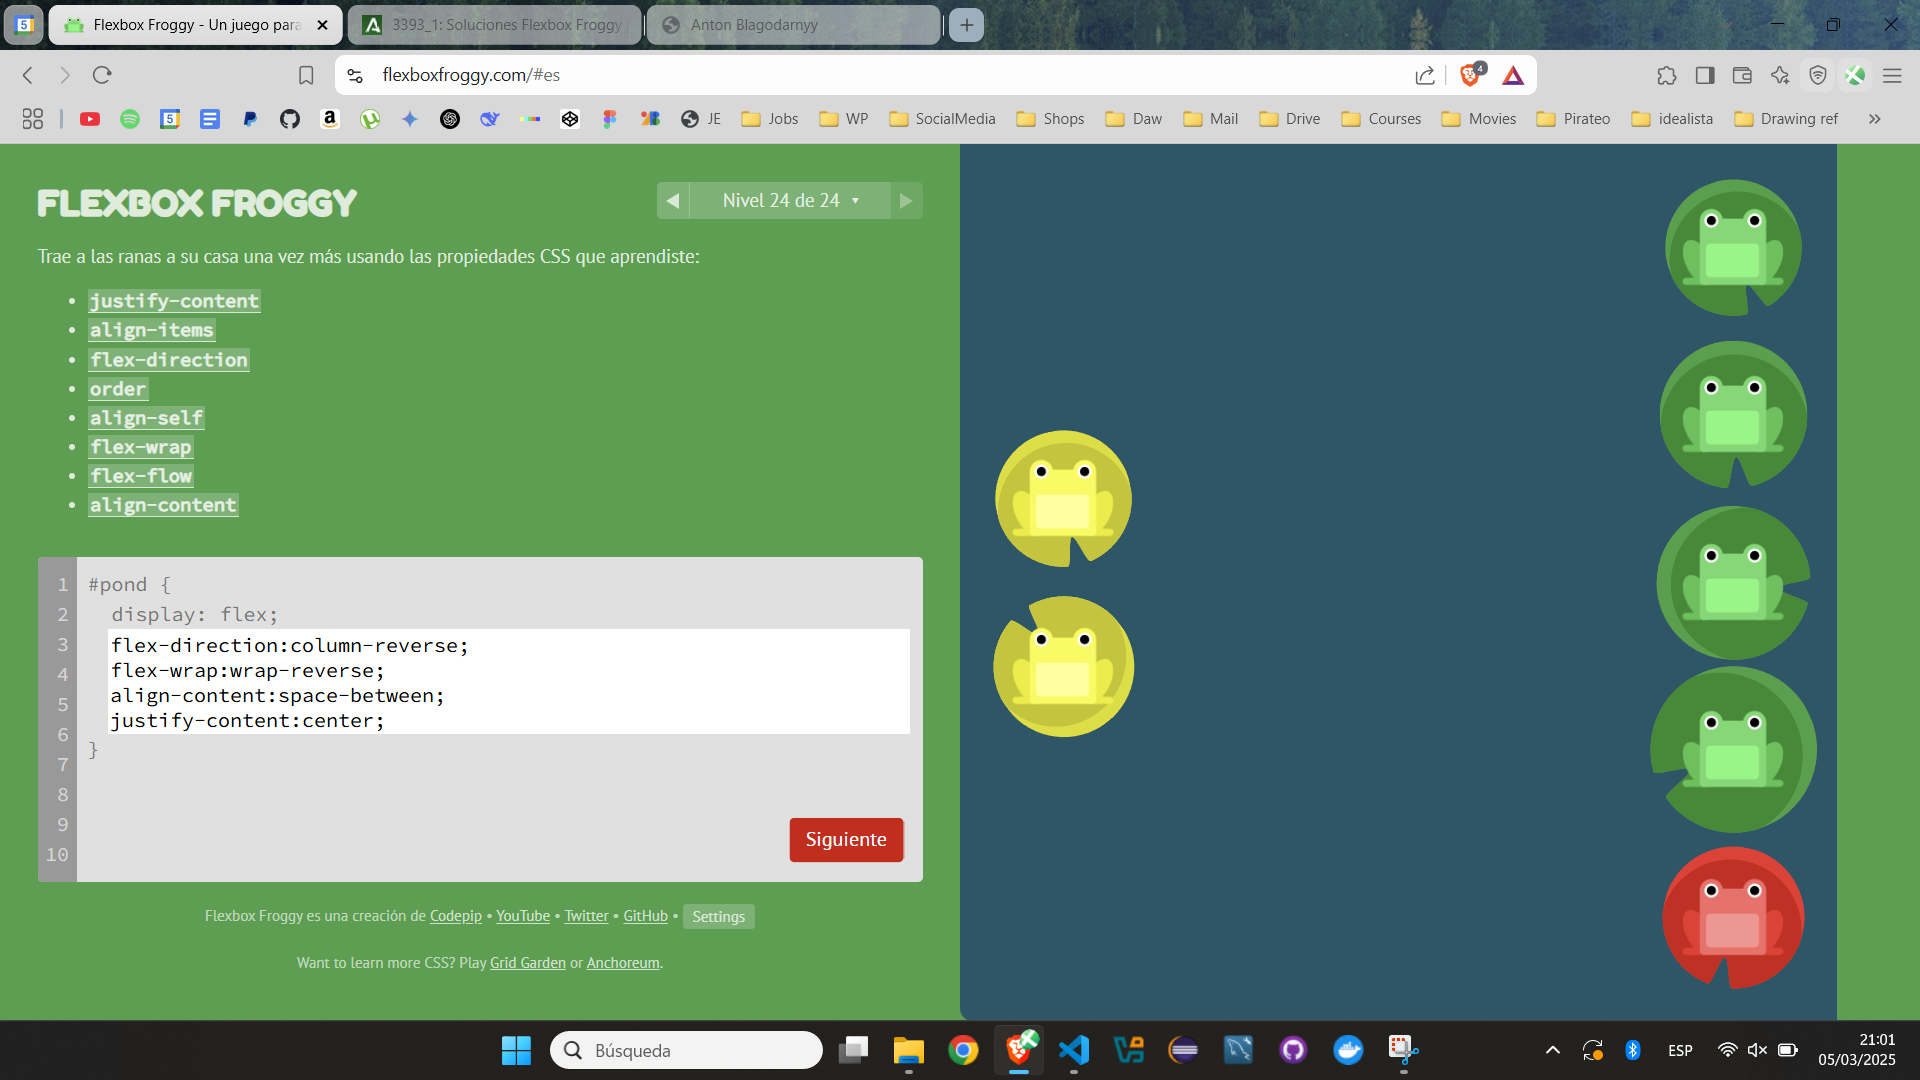 5
Flexbox Froggy - Un juego para
3393_1: Soluciones Flexbox Froggy
Anton Blagodarnyy
flexboxfroggy.com/#es
4
5
JE
Jobs
WP
SocialMedia
Shops
Daw
Mail
Drive
Courses
Movies
Pirateo
idealista
Drawing ref
FLEXBOX FROGGY
Nivel 24 de 24
Trae a las ranas a su casa una vez más usando las propiedades CSS que aprendiste:
justify-content
align-items
flex-direction
order
align-self
flex-wrap
flex-flow
align-content
1 #pond {
2 display: flex;
3 flex-direction:column-reverse;
4 flex-wrap:wrap-reverse;
5 align-content:space-between;
6 justify-content:center;
7 }
8
9
10
Siguiente
Flexbox Froggy es una creación de Codepip • YouTube • Twitter • GitHub • Settings
Want to learn more CSS? Play Grid Garden or Anchoreum.
Búsqueda
ESP
21:01
05/03/2025